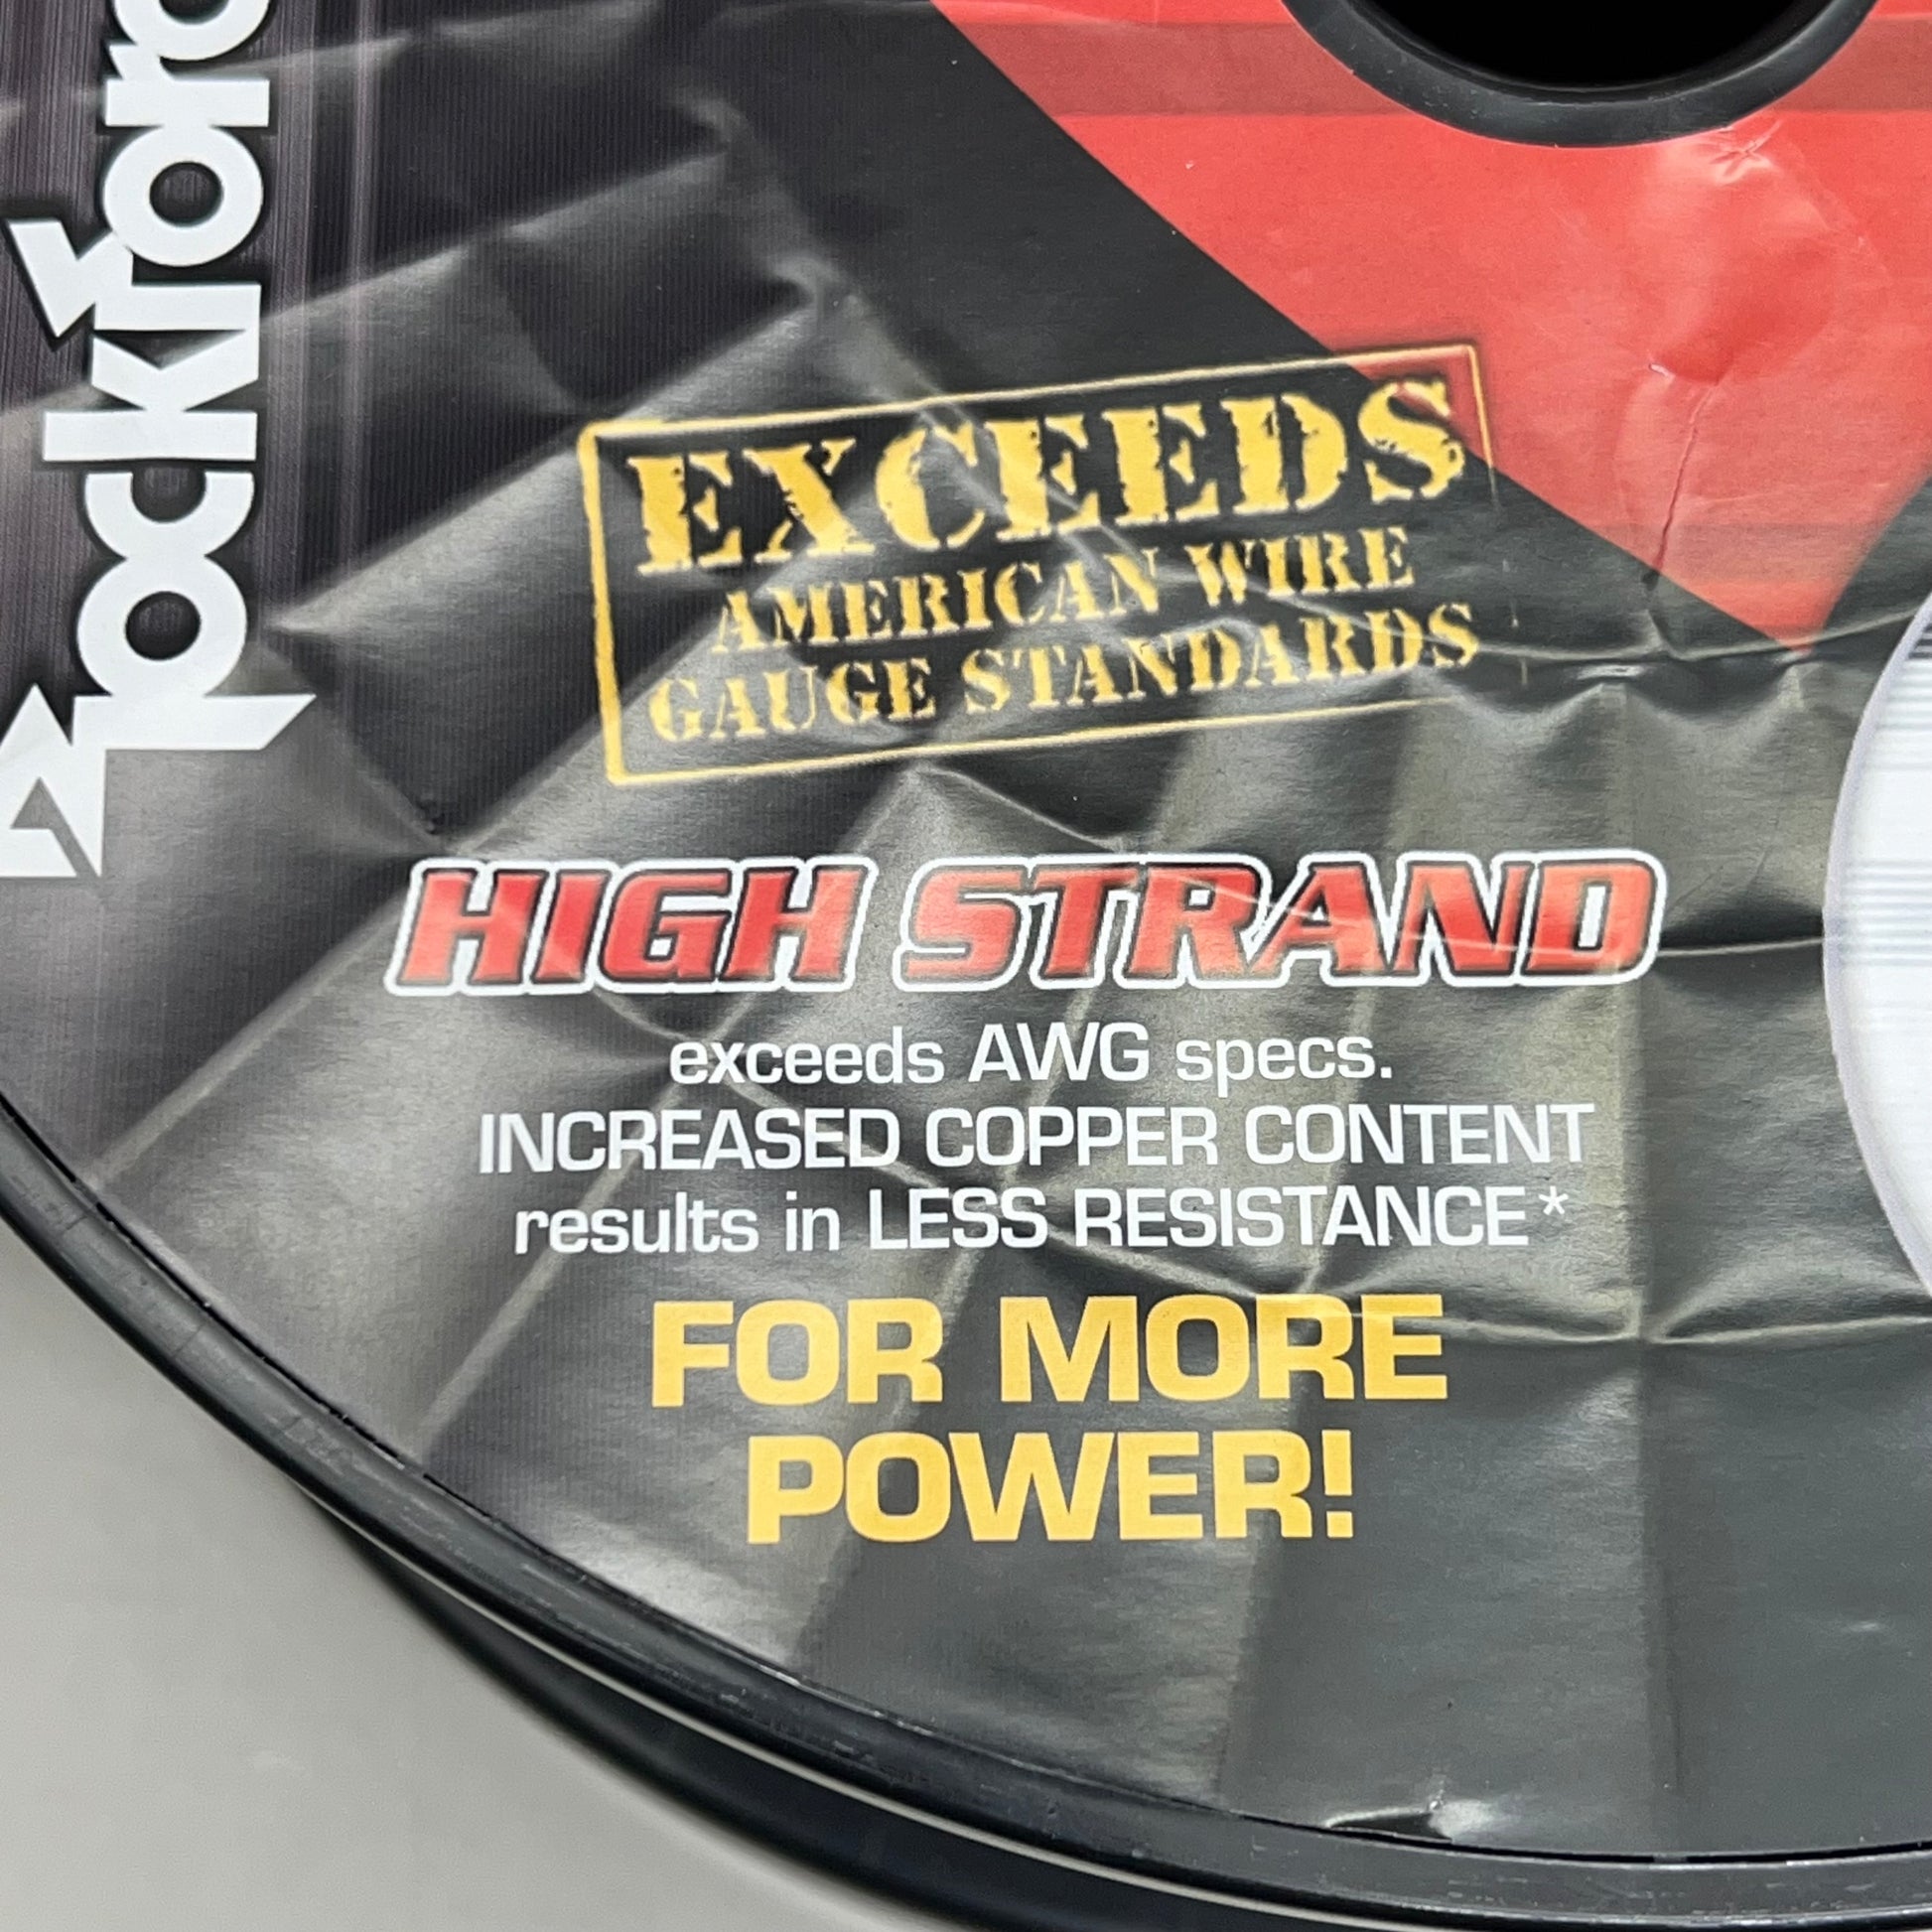 Rockford
EXCEEDS
AMERICAN WIRE
GAUGE STANDARDS
HIGH STRAND
exceeds AWG specs.
INCREASED COPPER CONTENT
results in LESS RESISTANCE*
FOR MORE
POWER!